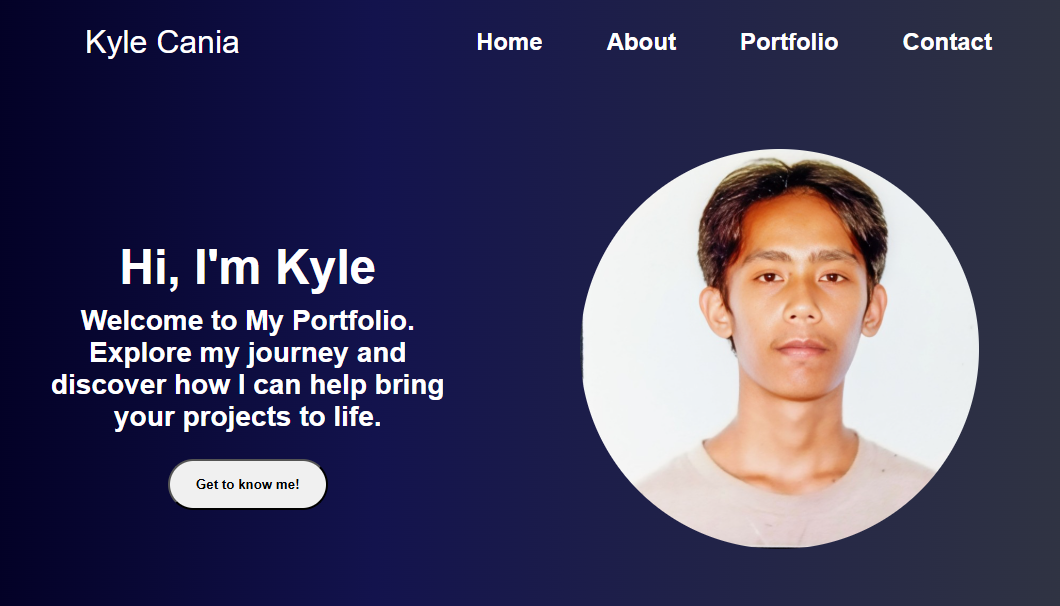 Kyle Cania
Home About Portfolio Contact
Hi, I'm Kyle
Welcome to My Portfolio.
Explore my journey and
discover how I can help bring
your projects to life.
Get to know me!